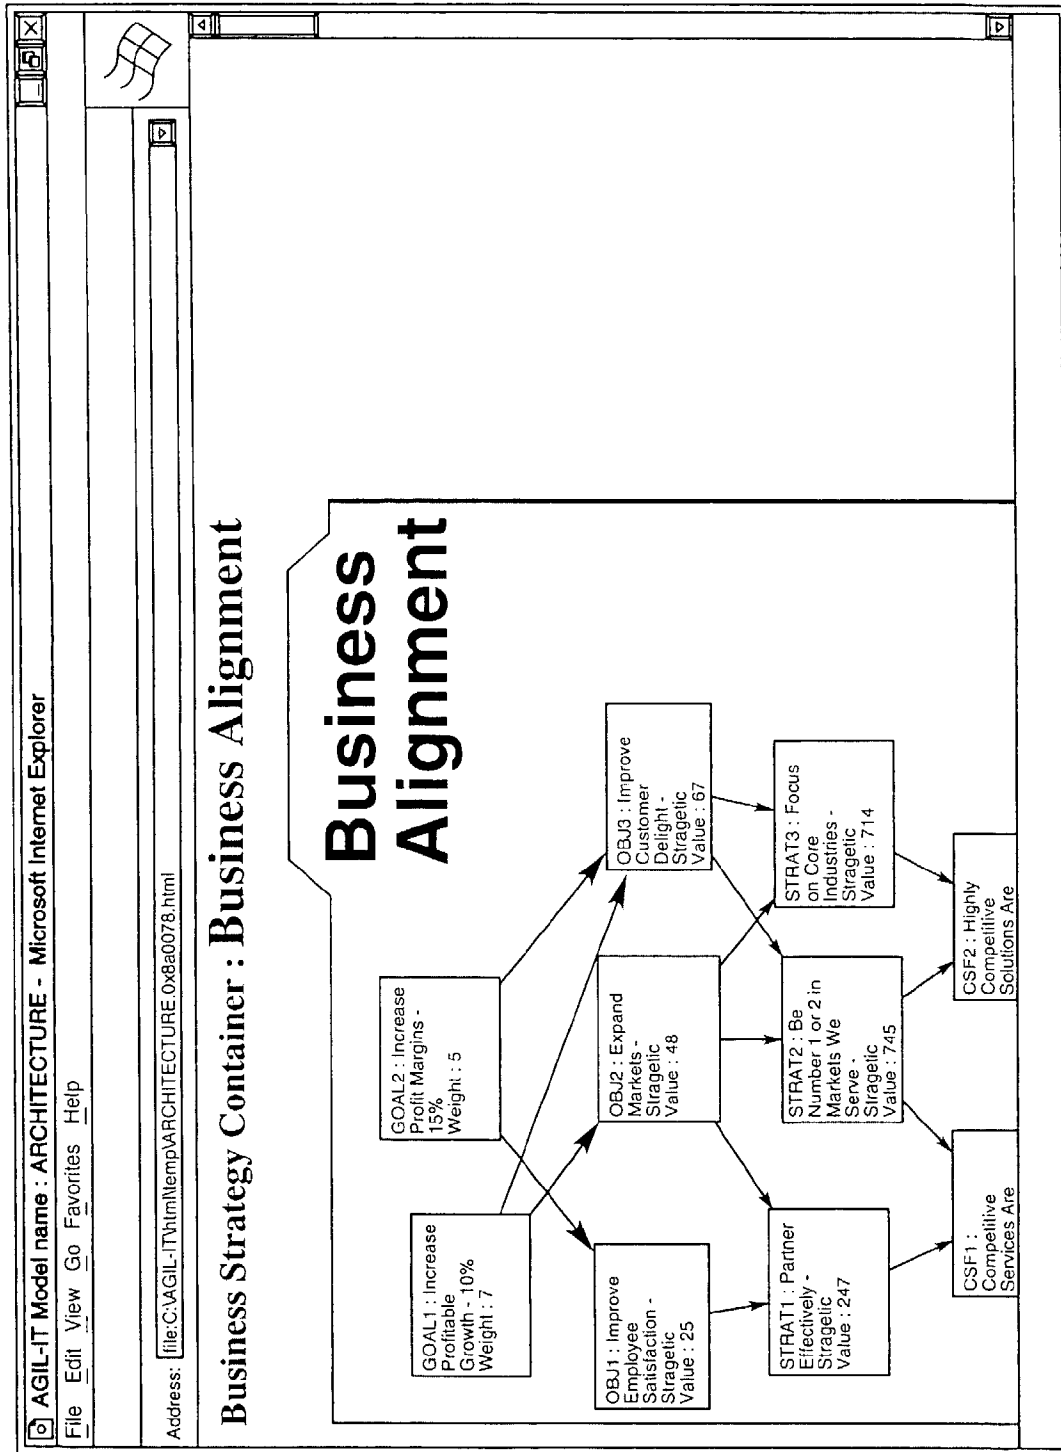 AGIL-IT Model name : ARCHITECTURE - Microsoft Internet Explorer
File Edit View Go Favorites Help
Address: file:C:\AGIL-IT\html\temp\ARCHITECTURE.0x8a0078.html
Business Strategy Container : Business Alignment
Business
Alignment
GOAL1 : Increase
Profitable
Growth - 10%
Weight : 7
GOAL2 : Increase
Profit Margins -
15%
Weight : 5
OBJ1 : Improve
Employee
Satisfaction -
Stragetic
Value : 25
OBJ2 : Expand
Markets -
Stragetic
Value : 48
OBJ3 : Improve
Customer
Delight -
Stragetic
Value : 67
STRAT1 : Partner
Effectively -
Stragetic
Value : 247
STRAT2 : Be
Number 1 or 2 in
Markets We
Serve -
Stragetic
Value : 745
STRAT3 : Focus
on Core
Industries -
Stragetic
Value : 714
CSF1 :
Competitive
Services Are
CSF2 : Highly
Competitive
Solutions Are